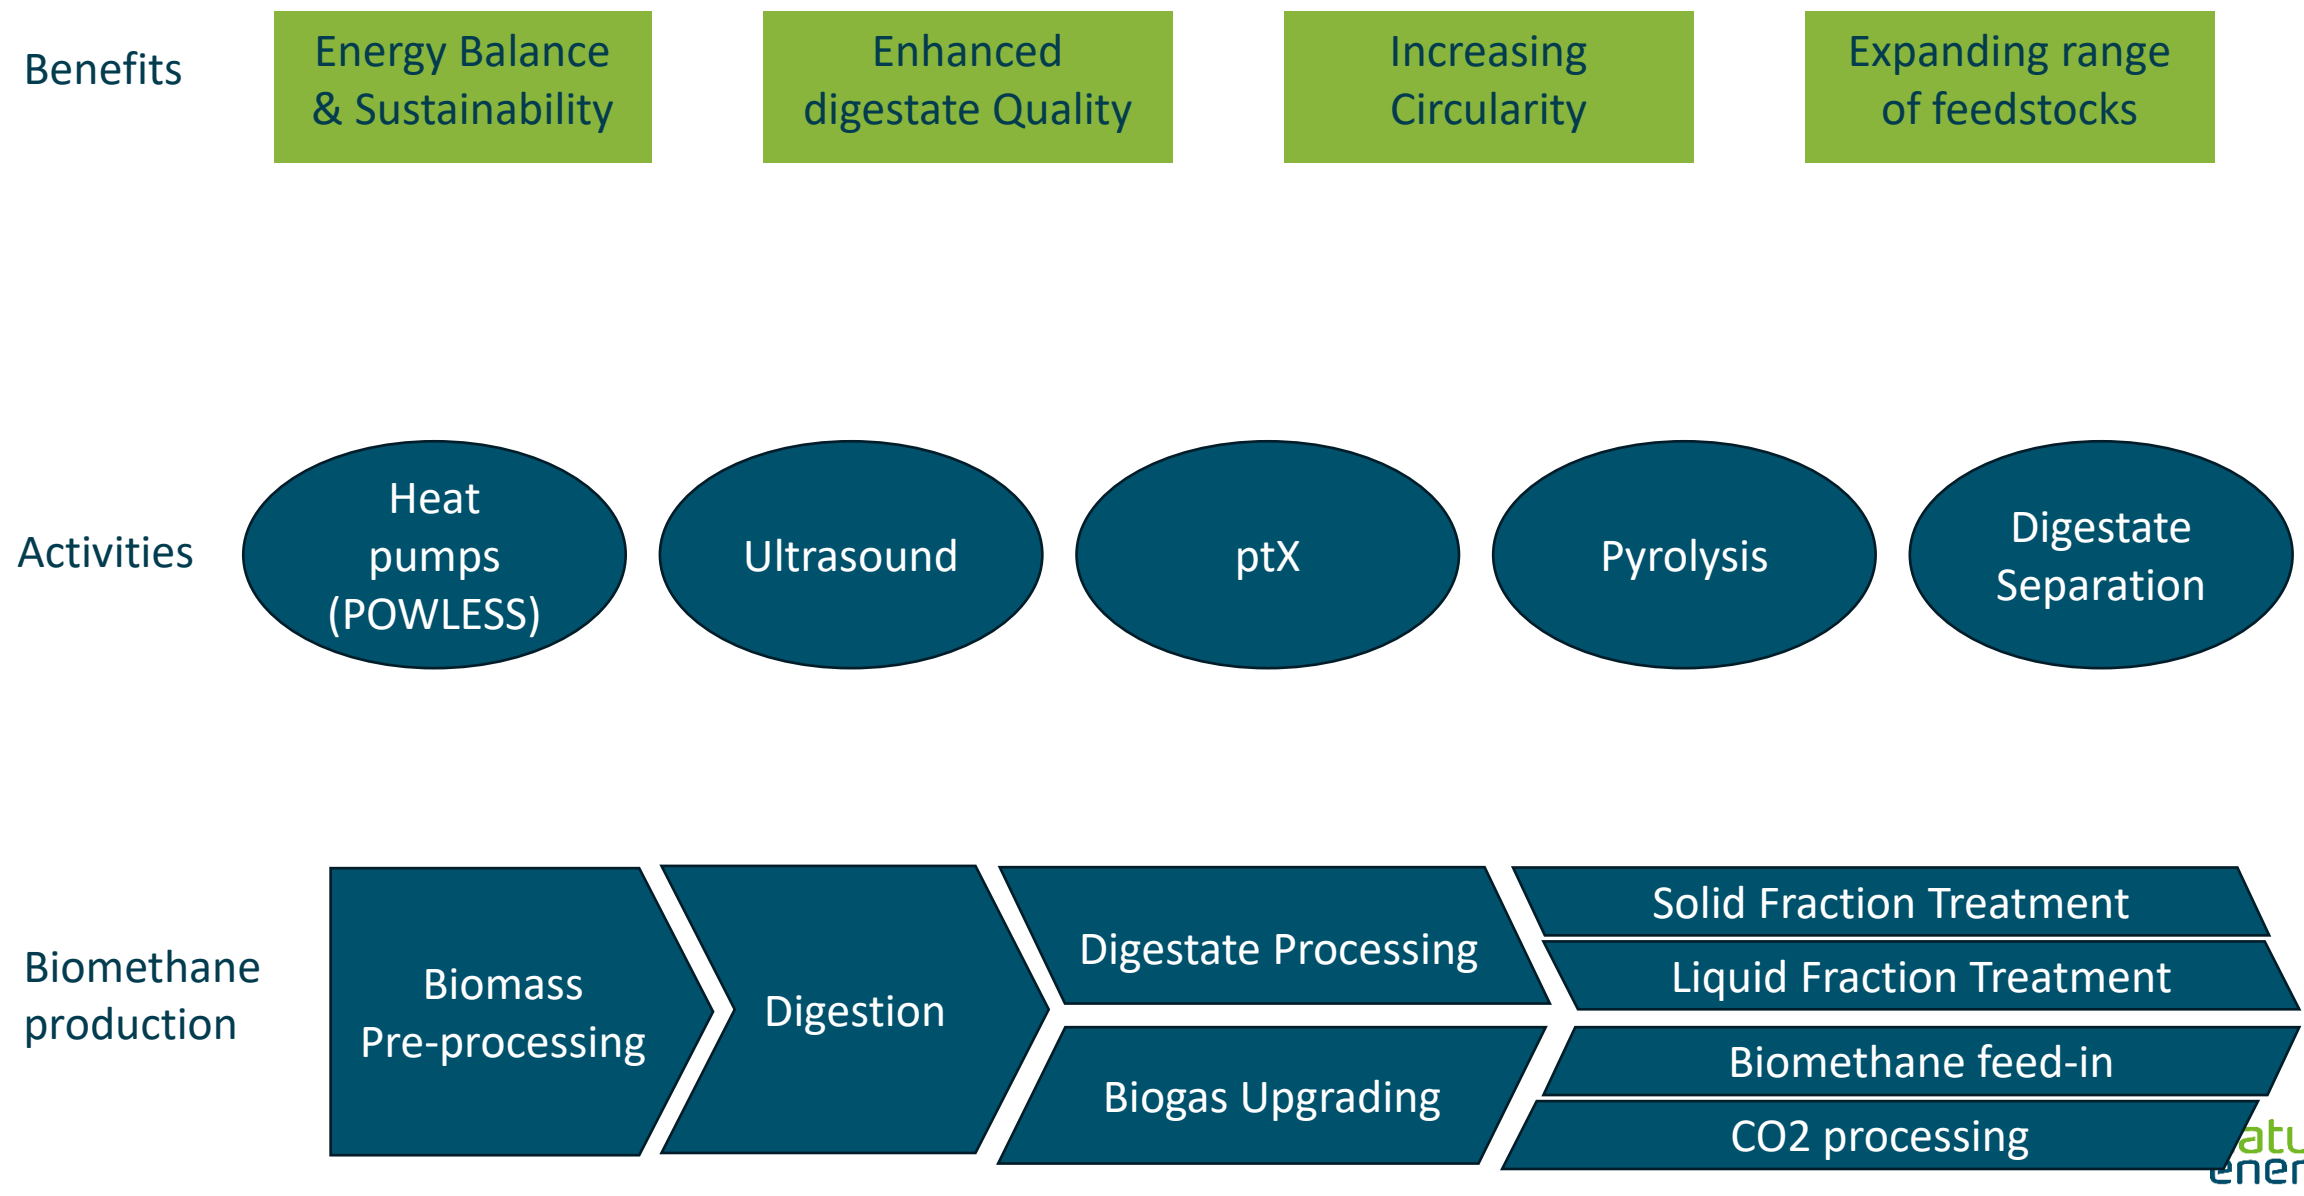 Benefits
Energy Balance
& Sustainability
Enhanced
digestate Quality
Increasing
Circularity
Expanding range
of feedstocks
Activities
Heat
pumps
(POWLESS)
Ultrasound
ptX
Pyrolysis
Digestate
Separation
Biomethane
production
Biomass
Pre-processing
Digestion
Digestate Processing
Biogas Upgrading
Solid Fraction Treatment
Liquid Fraction Treatment
Biomethane feed-in
CO2 processing